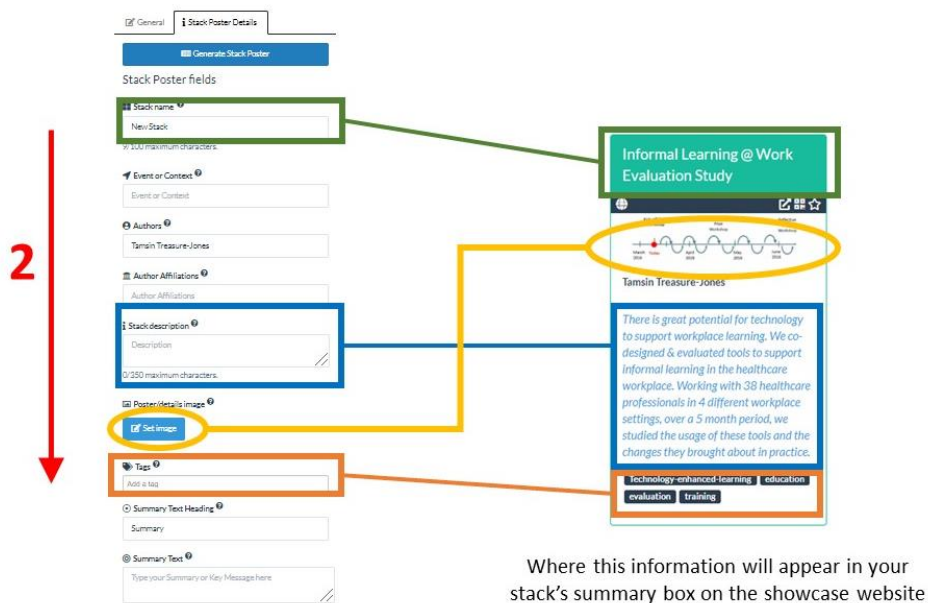 General
Stack Poster Details
Generate Stack Poster
Stack Poster fields
Stack name
New Stack
9/100 maximum characters.
Event or Context
Event or Context
Authors
Tamsin Treasure-Jones
Author Affiliations
Author Affiliations
Stack description
Description
0/350 maximum characters.
Poster/details image
Set image
Tags
Add a tag
Summary Text Heading
Summary
Summary Text
Type your Summary or Key Message here
2
Informal Learning @ Work
Evaluation Study
March
2016
Today
April
2016
May
2016
June
2016
Tamsin Treasure-Jones
There is great potential for technology
to support workplace learning. We co-
designed & evaluated tools to support
informal learning in the healthcare
workplace. Working with 38 healthcare
professionals in 4 different workplace
settings, over a 5 month period, we
studied the usage of these tools and the
changes they brought about in practice.
Technology-enhanced-learning education
evaluation training
Where this information will appear in your
stack's summary box on the showcase website